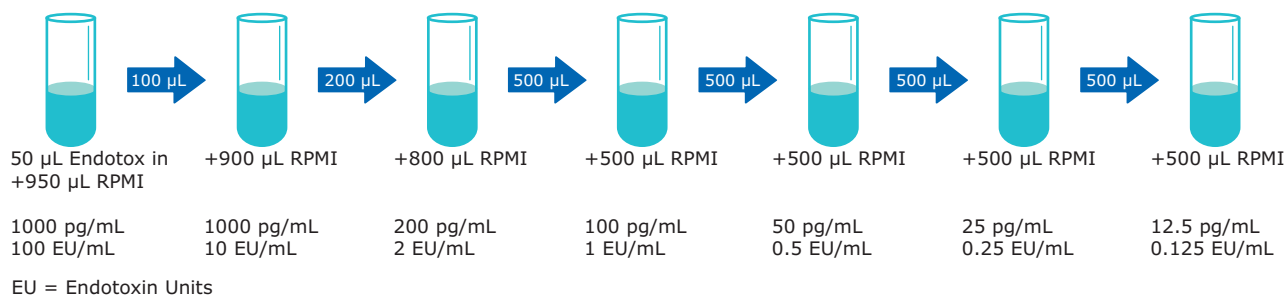 100 µL
200 µL
500 µL
500 µL
500 µL
500 µL
50 µL Endotox in
+950 µL RPMI
+900 µL RPMI
+800 µL RPMI
+500 µL RPMI
+500 µL RPMI
+500 µL RPMI
+500 µL RPMI
1000 pg/mL
100 EU/mL
1000 pg/mL
10 EU/mL
200 pg/mL
2 EU/mL
100 pg/mL
1 EU/mL
50 pg/mL
0.5 EU/mL
25 pg/mL
0.25 EU/mL
12.5 pg/mL
0.125 EU/mL
EU = Endotoxin Units